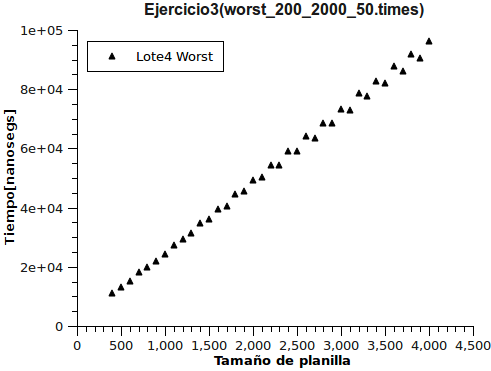 Ejercicio3(worst_200_2000_50.times)
1e+05
8e+04
6e+04
4e+04
2e+04
0
Tiempo[nanosegs]
Lote4 Worst
0 500 1,000 1,500 2,000 2,500 3,000 3,500 4,000 4,500
Tamaño de planilla